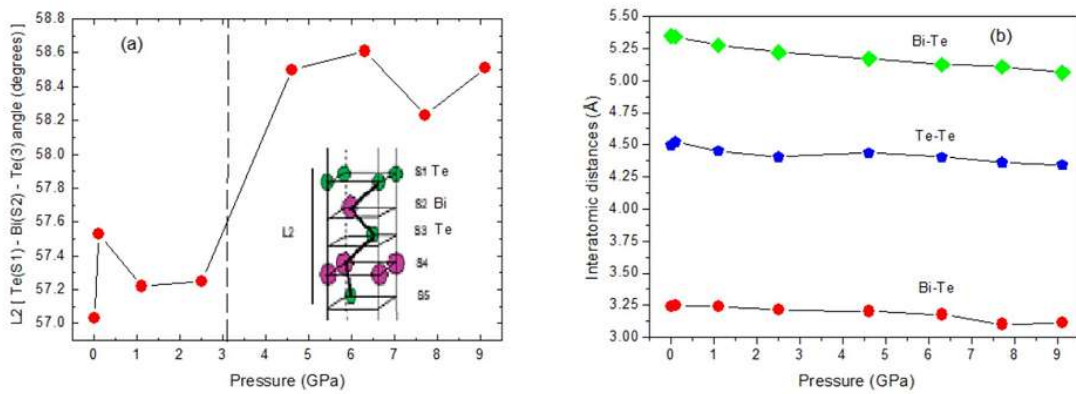 58.8
58.6
58.4
58.2
58.0
57.8
57.6
57.4
57.2
57.0
L2 [ Te(S1) - Bi(S2) - Te(3) angle (degrees) ]
(a)
S1 Te
S2 Bi
L2
S3 Te
S4
S5
0 1 2 3 4 5 6 7 8 9
Pressure (GPa)
5.50
5.25
5.00
4.75
4.50
4.25
4.00
3.75
3.50
3.25
3.00
Interatomic distances (Å)
Bi-Te
(b)
Te-Te
Bi-Te
0 1 2 3 4 5 6 7 8 9
Pressure (GPa)